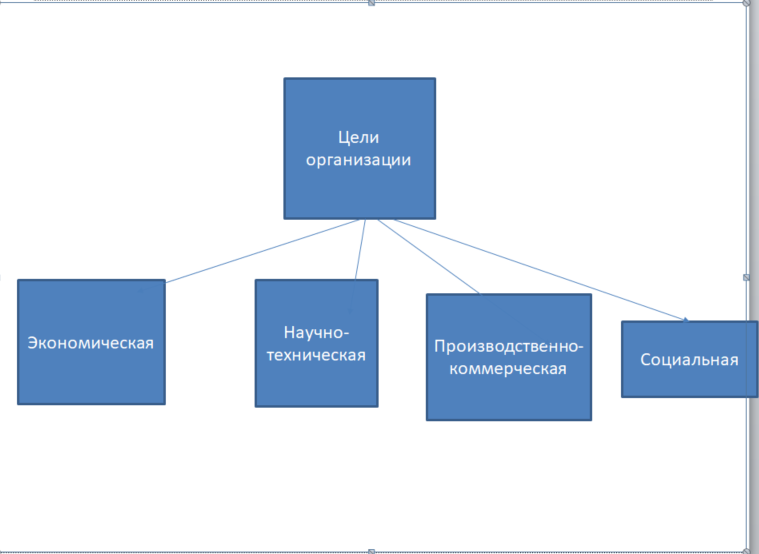 Цели
организации
Экономическая
Научно-
техническая
Производственно-
коммерческая
Социальная